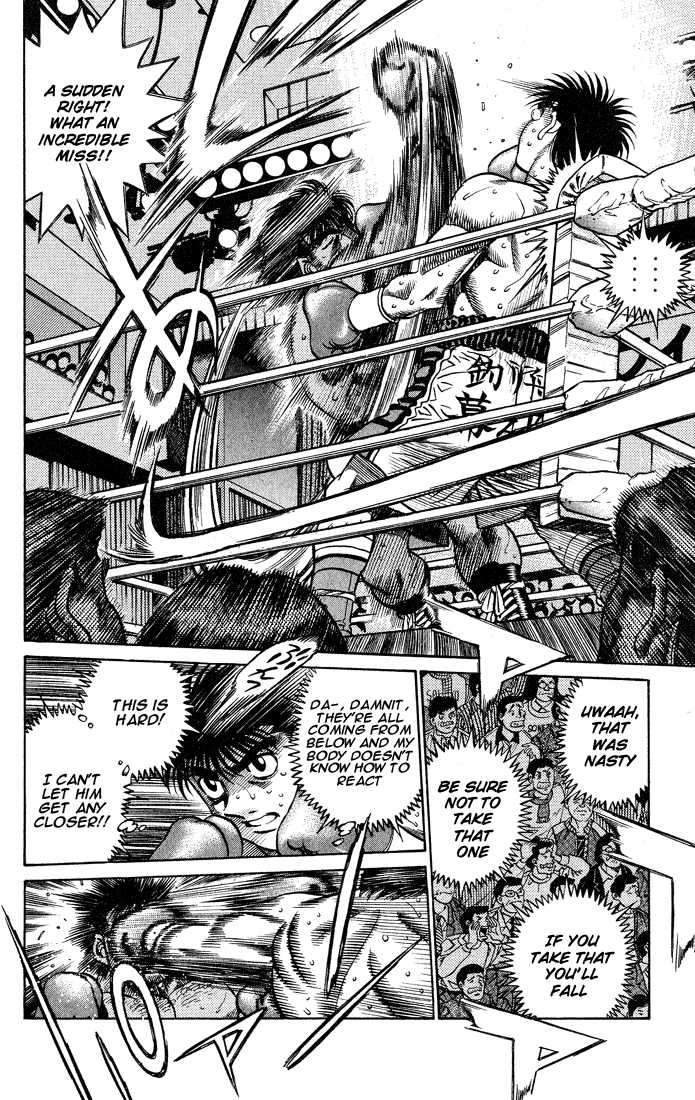 A SUDDEN
RIGHT!
WHAT AN
INCREDIBLE
MISS!!
......
UWAAH,
THAT
WAS
NASTY
BE SURE
NOT TO
TAKE
THAT
ONE
IF YOU
TAKE THAT
YOU'LL
FALL
DA-, DAMNIT,
THEY'RE ALL
COMING FROM
BELOW AND MY
BODY DOESN'T
KNOW HOW TO
REACT
THIS IS
HARD!
I CAN'T
LET HIM
GET ANY
CLOSER!!